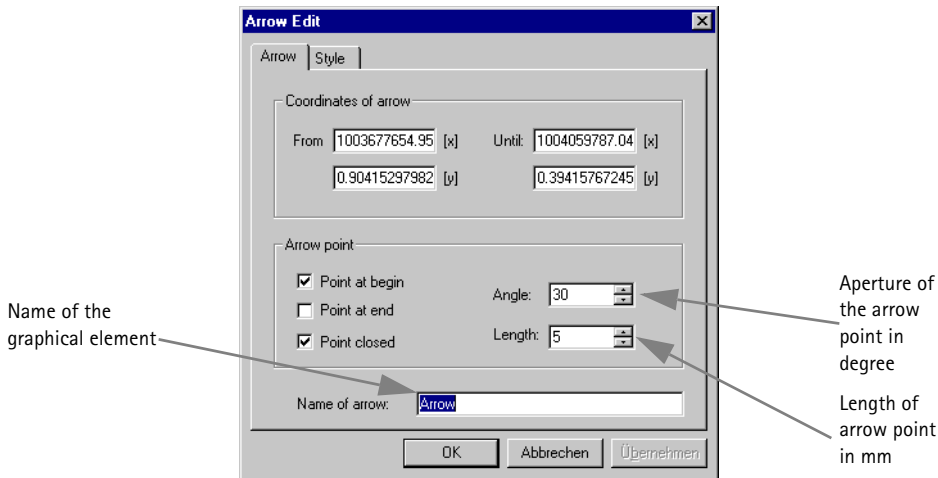 Arrow Edit
Arrow Style
Coordinates of arrow
From 1003677654.95 [x] Until: 1004059787.04 [x]
0.90415297982 [y] 0.39415767245 [y]
Arrow point
Point at begin
Point at end
Point closed
Angle: 30
Length: 5
Name of arrow: Arrow
OK Abbrechen Übernehmen
Name of the
graphical element
Aperture of
the arrow
point in
degree
Length of
arrow point
in mm